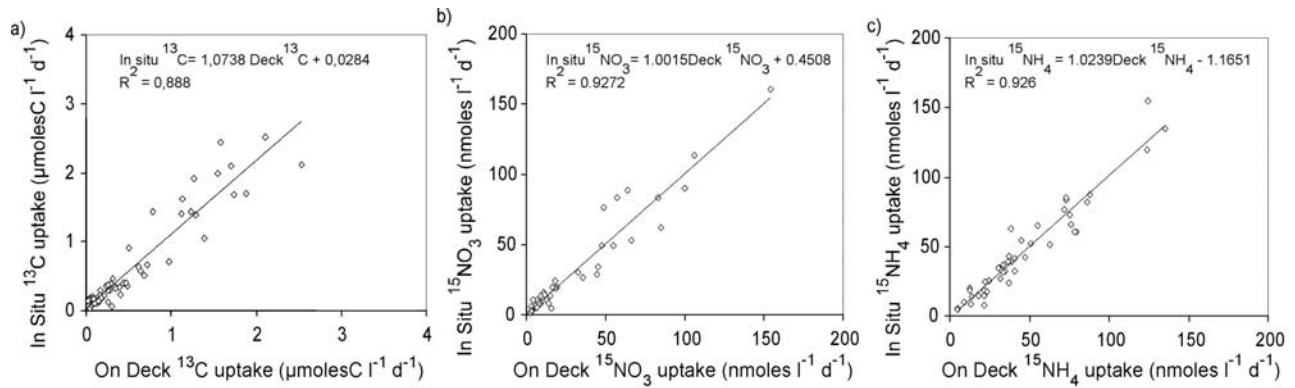 a)
In Situ ¹³C uptake (µmolesC l⁻¹ d⁻¹)
4
3
2
1
0
In situ ¹³C= 1,0738 Deck ¹³C + 0,0284
R² = 0,888
0 1 2 3 4
On Deck ¹³C uptake (µmolesC l⁻¹ d⁻¹)
b)
In Situ ¹⁵NO₃ uptake (nmoles l⁻¹ d⁻¹)
200
150
100
50
0
In situ ¹⁵NO₃=1.0015Deck ¹⁵NO₃ + 0.4508
R² = 0.9272
0 50 100 150 200
On Deck ¹⁵NO₃ uptake (nmoles l⁻¹ d⁻¹)
c)
In Situ ¹⁵NH₄ uptake (nmoles l⁻¹ d⁻¹)
200
150
100
50
0
In situ ¹⁵NH₄ =1.0239Deck ¹⁵NH₄ - 1.1651
R² = 0.926
0 50 100 150 200
On Deck ¹⁵NH₄ uptake (nmoles l⁻¹ d⁻¹)